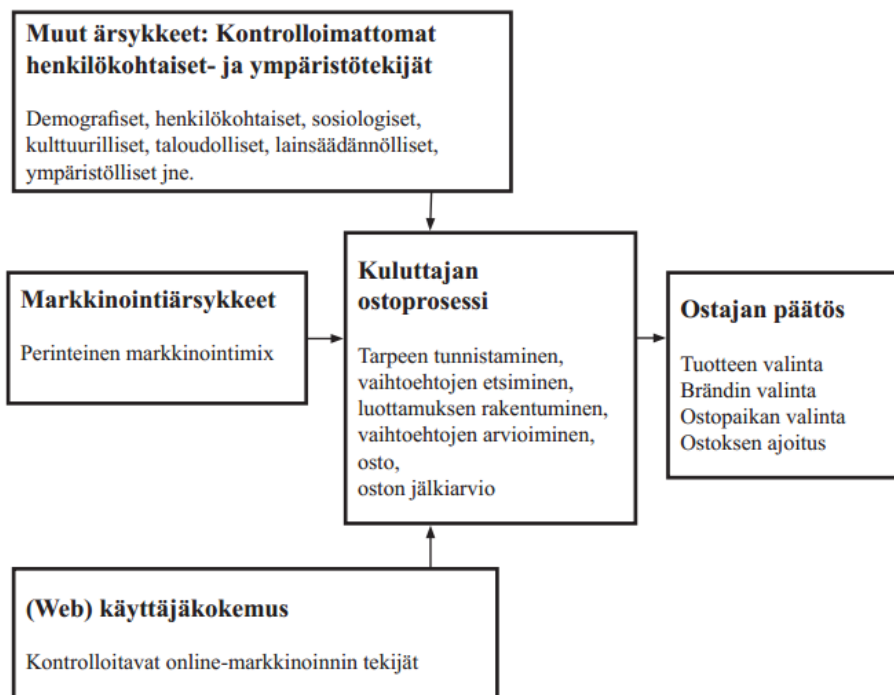 Muut ärsykkeet: Kontrolloimattomat
henkilökohtaiset- ja ympäristötekijät
Demografiset, henkilökohtaiset, sosiologiset,
kulttuurilliset, taloudolliset, lainsäädännölliset,
ympäristölliset jne.
Markkinointiärsykkeet
Perinteinen markkinointimix
Kuluttajan
ostoprosessi
Tarpeen tunnistaminen,
vaihtoehtojen etsiminen,
luottamuksen rakentuminen,
vaihtoehtojen arvioiminen,
osto,
oston jälkiarvio
Ostajan päätös
Tuotteen valinta
Brändin valinta
Ostopaikan valinta
Ostoksen ajoitus
(Web) käyttäjäkokemus
Kontrolloitavat online-markkinoinnin tekijät